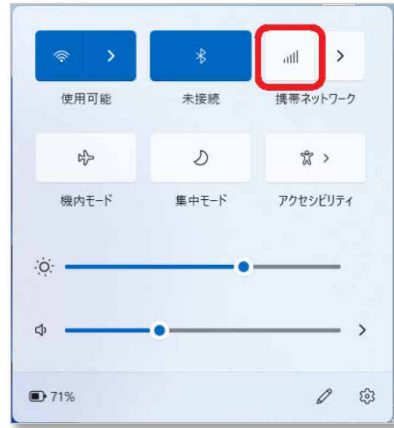 使用可能
未接続
携帯ネットワーク
機内モード
集中モード
アクセシビリティ
71%